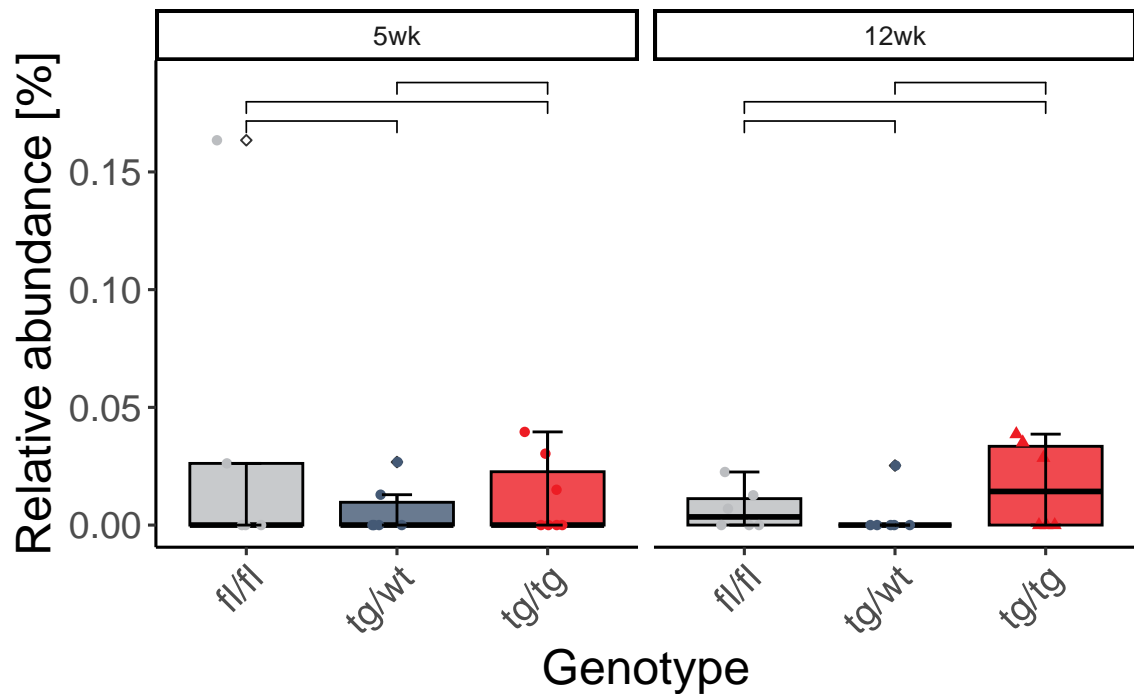 5wk
12wk
Relative abundance [%]
0.15
0.10
0.05
0.00
fl/fl
tg/wt
tg/tg
fl/fl
tg/wt
tg/tg
Genotype